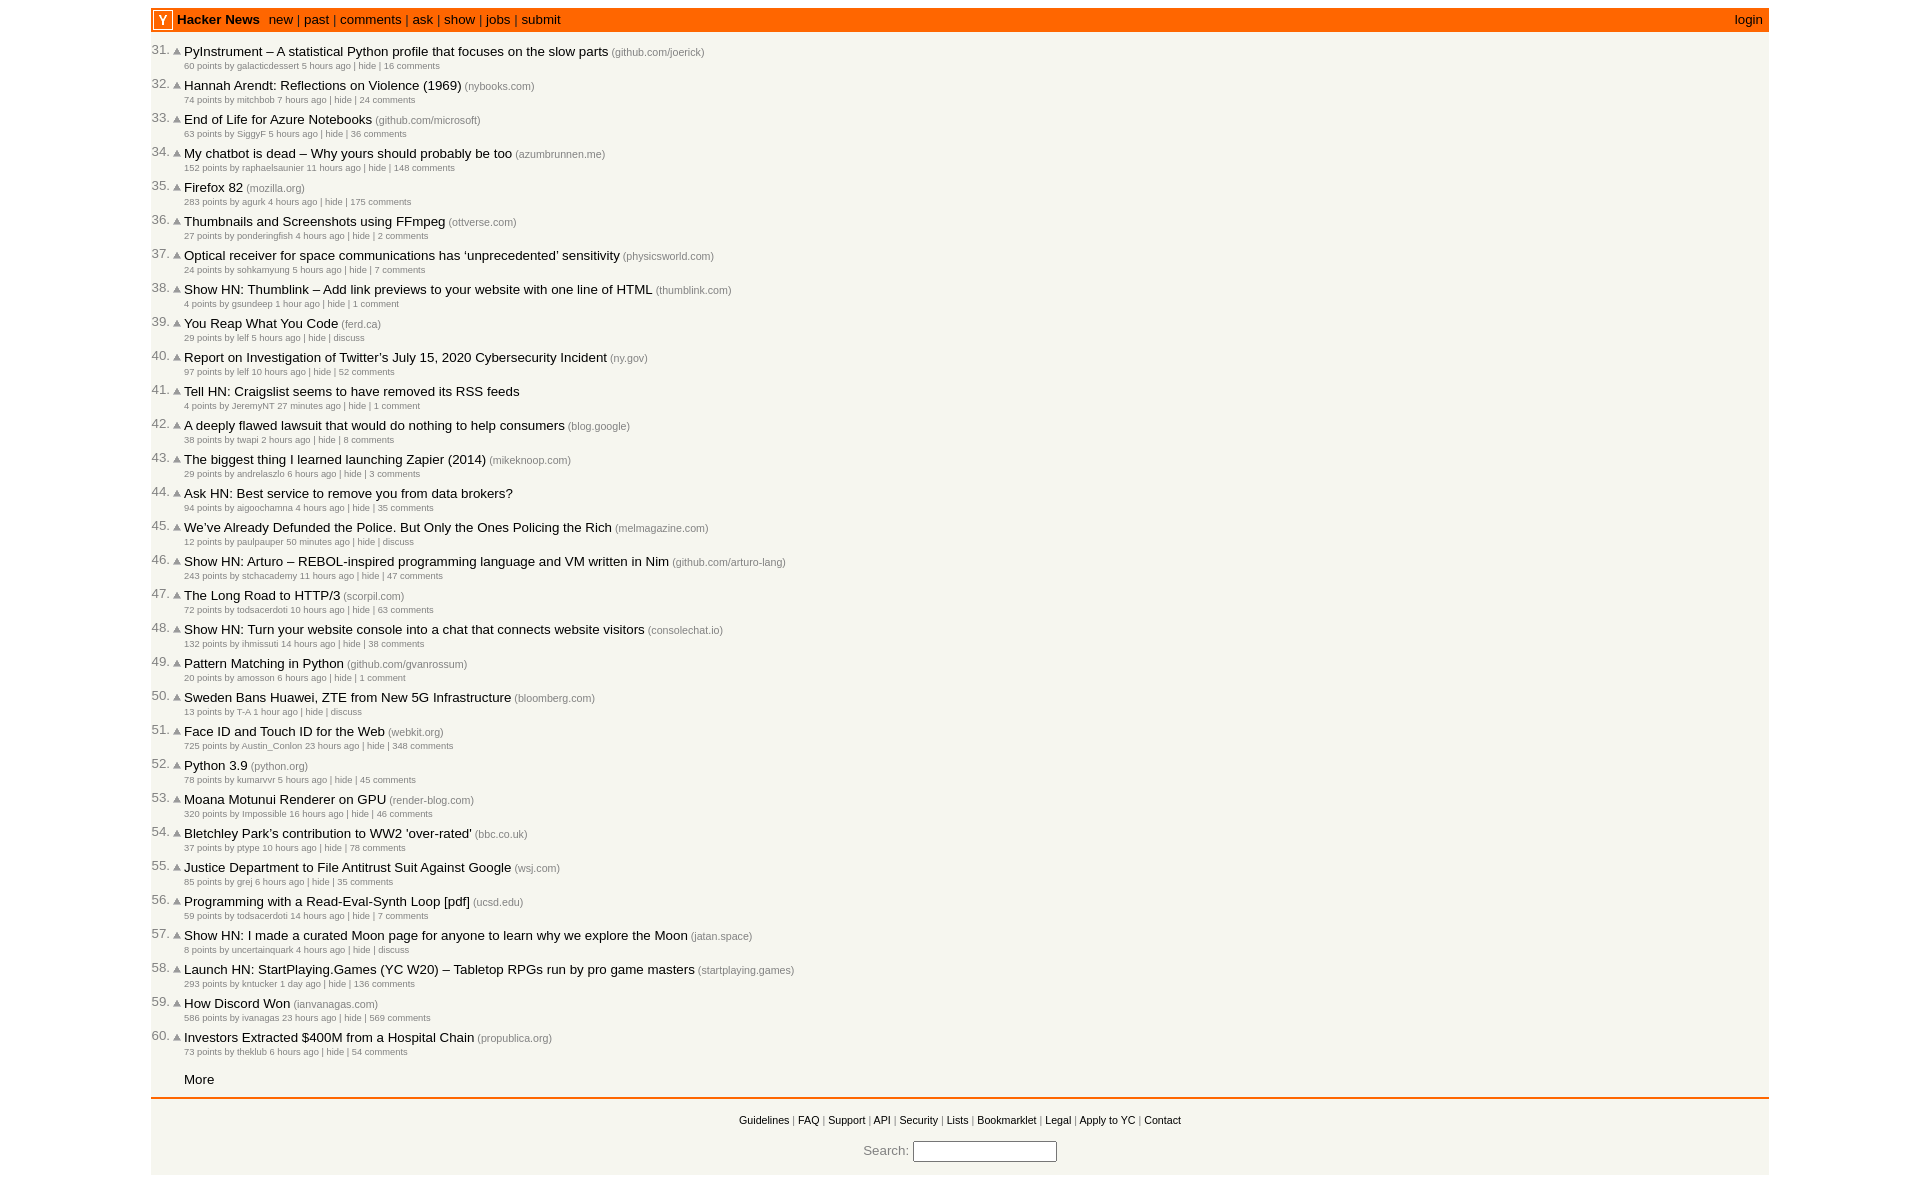 Y Hacker News new | past | comments | ask | show | jobs | submit login
31. PyInstrument – A statistical Python profile that focuses on the slow parts (github.com/joerick)
60 points by galacticdessert 5 hours ago | hide | 16 comments
32. Hannah Arendt: Reflections on Violence (1969) (nybooks.com)
74 points by mitchbob 7 hours ago | hide | 24 comments
33. End of Life for Azure Notebooks (github.com/microsoft)
63 points by SiggyF 5 hours ago | hide | 36 comments
34. My chatbot is dead – Why yours should probably be too (azumbrunnen.me)
152 points by raphaelsaunier 11 hours ago | hide | 148 comments
35. Firefox 82 (mozilla.org)
283 points by agurk 4 hours ago | hide | 175 comments
36. Thumbnails and Screenshots using FFmpeg (ottverse.com)
27 points by ponderingfish 4 hours ago | hide | 2 comments
37. Optical receiver for space communications has ‘unprecedented’ sensitivity (physicsworld.com)
24 points by sohkamyung 5 hours ago | hide | 7 comments
38. Show HN: Thumblink – Add link previews to your website with one line of HTML (thumblink.com)
4 points by gsundeep 1 hour ago | hide | 1 comment
39. You Reap What You Code (ferd.ca)
29 points by lelf 5 hours ago | hide | discuss
40. Report on Investigation of Twitter’s July 15, 2020 Cybersecurity Incident (ny.gov)
97 points by lelf 10 hours ago | hide | 52 comments
41. Tell HN: Craigslist seems to have removed its RSS feeds
4 points by JeremyNT 27 minutes ago | hide | 1 comment
42. A deeply flawed lawsuit that would do nothing to help consumers (blog.google)
38 points by twapi 2 hours ago | hide | 8 comments
43. The biggest thing I learned launching Zapier (2014) (mikeknoop.com)
29 points by andrelaszlo 6 hours ago | hide | 3 comments
44. Ask HN: Best service to remove you from data brokers?
94 points by aigoochamna 4 hours ago | hide | 35 comments
45. We’ve Already Defunded the Police. But Only the Ones Policing the Rich (melmagazine.com)
12 points by paulpauper 50 minutes ago | hide | discuss
46. Show HN: Arturo – REBOL-inspired programming language and VM written in Nim (github.com/arturo-lang)
243 points by stchacademy 11 hours ago | hide | 47 comments
47. The Long Road to HTTP/3 (scorpil.com)
72 points by todsacerdoti 10 hours ago | hide | 63 comments
48. Show HN: Turn your website console into a chat that connects website visitors (consolechat.io)
132 points by ihmissuti 14 hours ago | hide | 38 comments
49. Pattern Matching in Python (github.com/gvanrossum)
20 points by amosson 6 hours ago | hide | 1 comment
50. Sweden Bans Huawei, ZTE from New 5G Infrastructure (bloomberg.com)
13 points by T-A 1 hour ago | hide | discuss
51. Face ID and Touch ID for the Web (webkit.org)
725 points by Austin_Conlon 23 hours ago | hide | 348 comments
52. Python 3.9 (python.org)
78 points by kumarvvr 5 hours ago | hide | 45 comments
53. Moana Motunui Renderer on GPU (render-blog.com)
320 points by Impossible 16 hours ago | hide | 46 comments
54. Bletchley Park’s contribution to WW2 'over-rated' (bbc.co.uk)
37 points by ptype 10 hours ago | hide | 78 comments
55. Justice Department to File Antitrust Suit Against Google (wsj.com)
85 points by grej 6 hours ago | hide | 35 comments
56. Programming with a Read-Eval-Synth Loop [pdf] (ucsd.edu)
59 points by todsacerdoti 14 hours ago | hide | 7 comments
57. Show HN: I made a curated Moon page for anyone to learn why we explore the Moon (jatan.space)
8 points by uncertainquark 4 hours ago | hide | discuss
58. Launch HN: StartPlaying.Games (YC W20) – Tabletop RPGs run by pro game masters (startplaying.games)
293 points by kntucker 1 day ago | hide | 136 comments
59. How Discord Won (ianvanagas.com)
586 points by ivanagas 23 hours ago | hide | 569 comments
60. Investors Extracted $400M from a Hospital Chain (propublica.org)
73 points by theklub 6 hours ago | hide | 54 comments
More
Guidelines | FAQ | Support | API | Security | Lists | Bookmarklet | Legal | Apply to YC | Contact
Search: